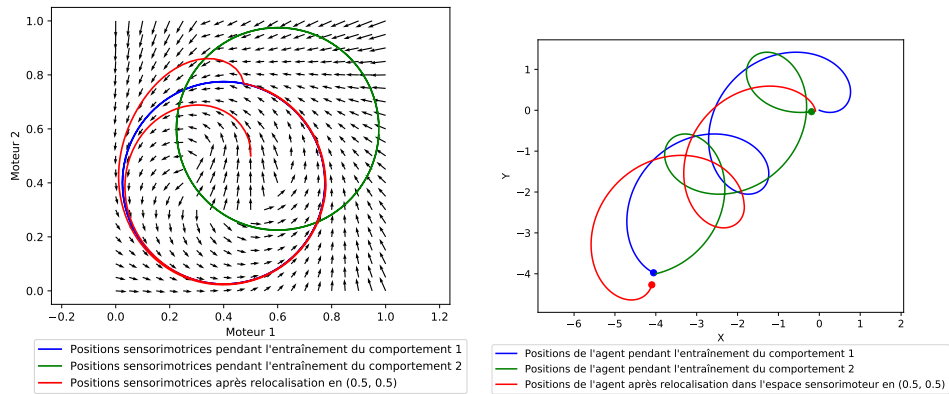 1.0
0.8
0.6
0.4
0.2
0.0
Moteur 2
−0.2 0.0 0.2 0.4 0.6 0.8 1.0 1.2
Moteur 1
Positions sensorimotrices pendant l'entraînement du comportement 1
Positions sensorimotrices pendant l'entraînement du comportement 2
Positions sensorimotrices après relocalisation en (0.5, 0.5)
1
0
−1
−2
−3
−4
Y
−6 −5 −4 −3 −2 −1 0 1 2
X
Positions de l'agent pendant l'entraînement du comportement 1
Positions de l'agent pendant l'entraînement du comportement 2
Positions de l'agent après relocalisation dans l'espace sensorimoteur en (0.5, 0.5)